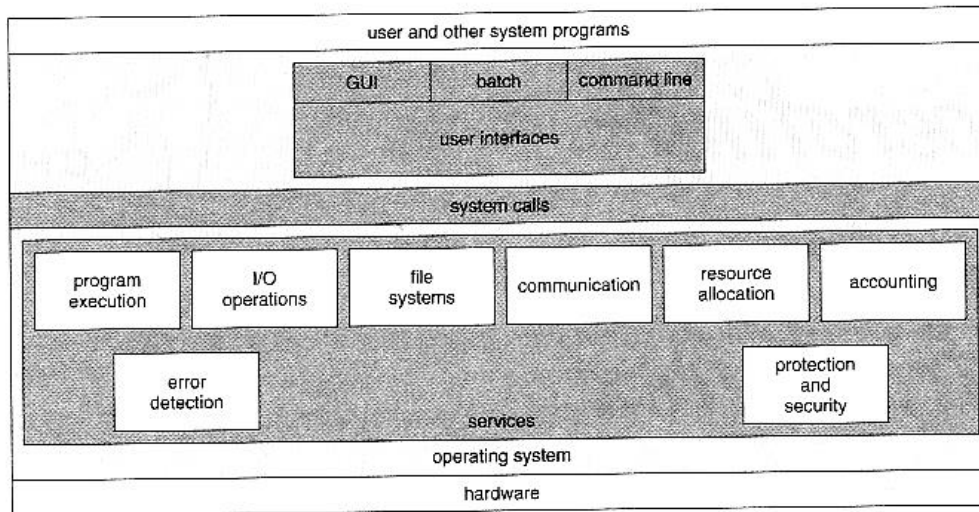 user and other system programs
GUI
batch
command line
user interfaces
system calls
program
execution
I/O
operations
file
systems
communication
resource
allocation
accounting
error
detection
protection
and
security
services
operating system
hardware